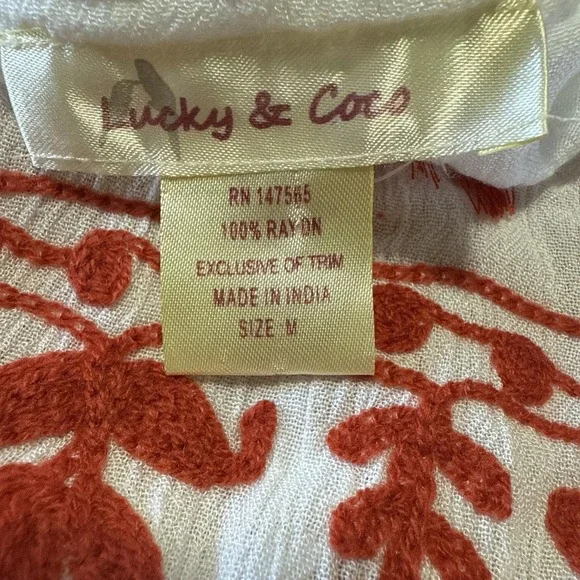 Lucky & Coco
RN 147565
100% RAYON
EXCLUSIVE OF TRIM
MADE IN INDIA
SIZE M